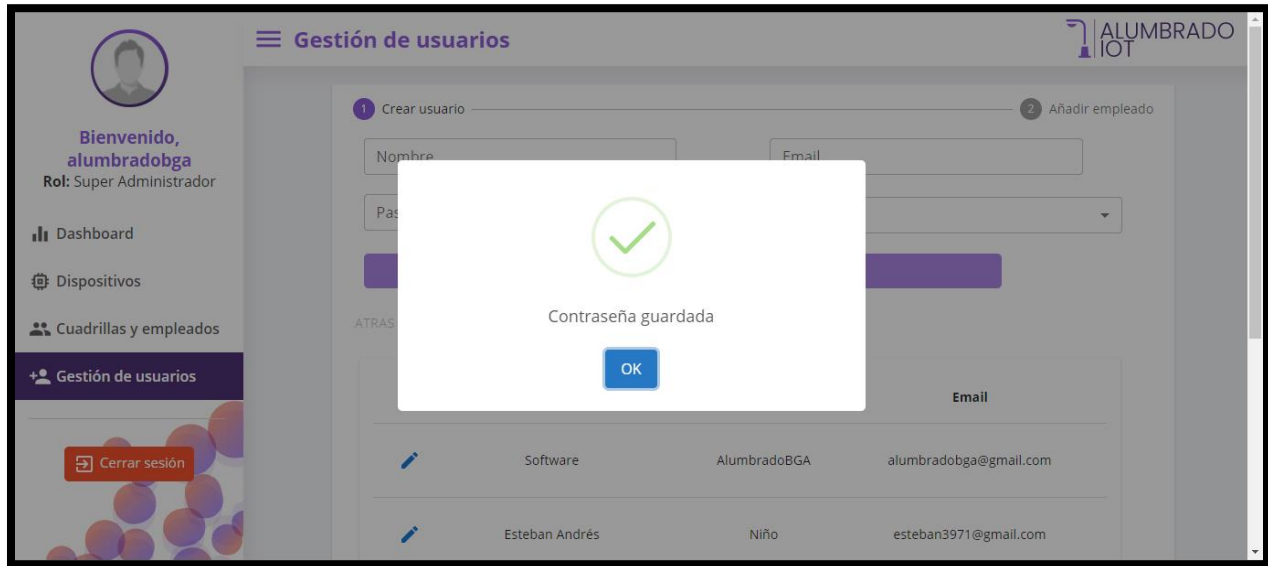 Gestión de usuarios
ALUMBRADO
IOT
Bienvenido,
alumbradobga
Rol: Super Administrador
Dashboard
Dispositivos
Cuadrillas y empleados
Gestión de usuarios
Cerrar sesión
1 Crear usuario
2 Añadir empleado
Nombre
Email
Pas
ATRAS
Contraseña guardada
OK
Email
Software AlumbradoBGA alumbradobga@gmail.com
Esteban Andrés Niño esteban3971@gmail.com